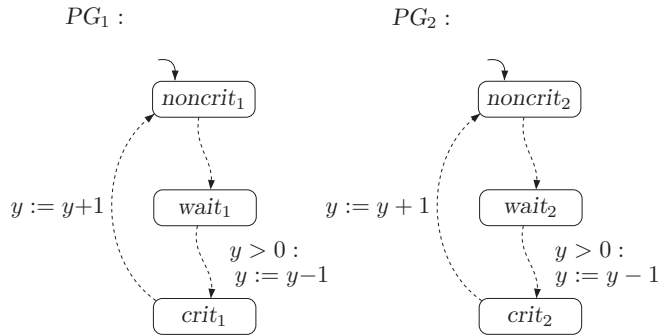 PG₁ :
noncrit₁
y := y+1
wait₁
y > 0 :
y := y−1
crit₁
PG₂ :
noncrit₂
y := y + 1
wait₂
y > 0 :
y := y − 1
crit₂